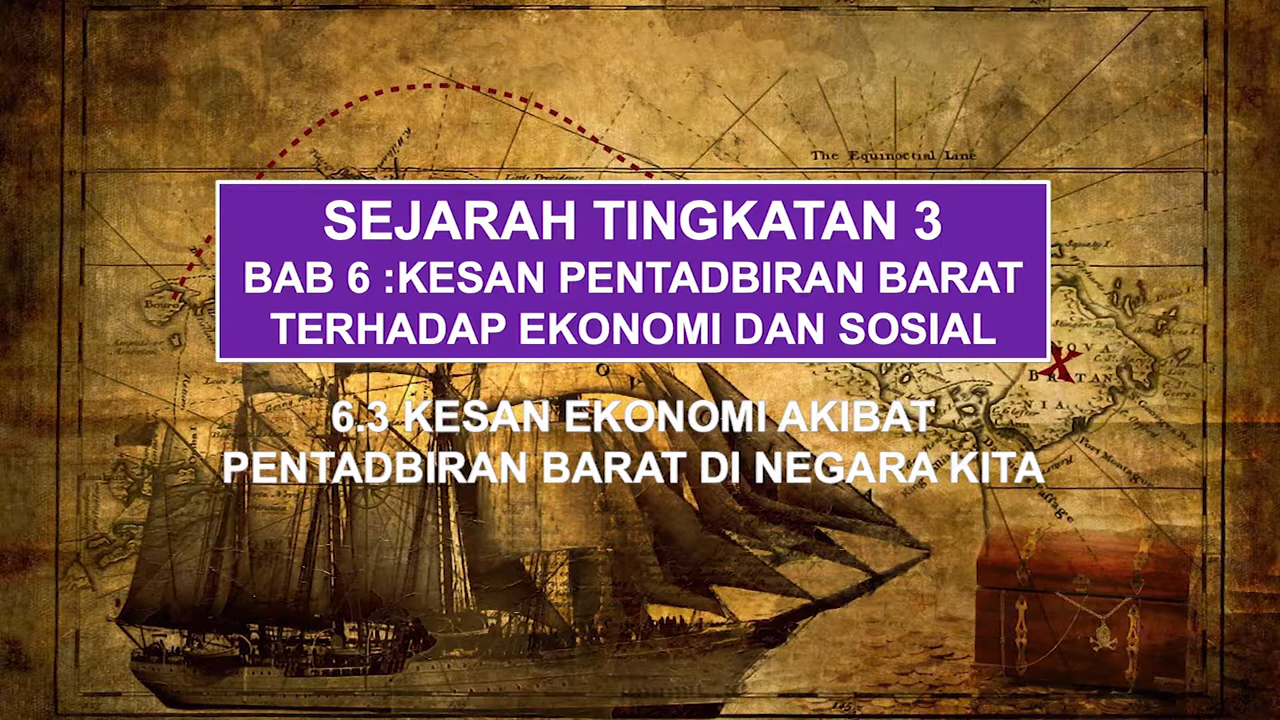 The Equinoctial Line
SEJARAH TINGKATAN 3
BAB 6 :KESAN PENTADBIRAN BARAT
TERHADAP EKONOMI DAN SOSIAL
6.3 KESAN EKONOMI AKIBAT
PENTADBIRAN BARAT DI NEGARA KITA